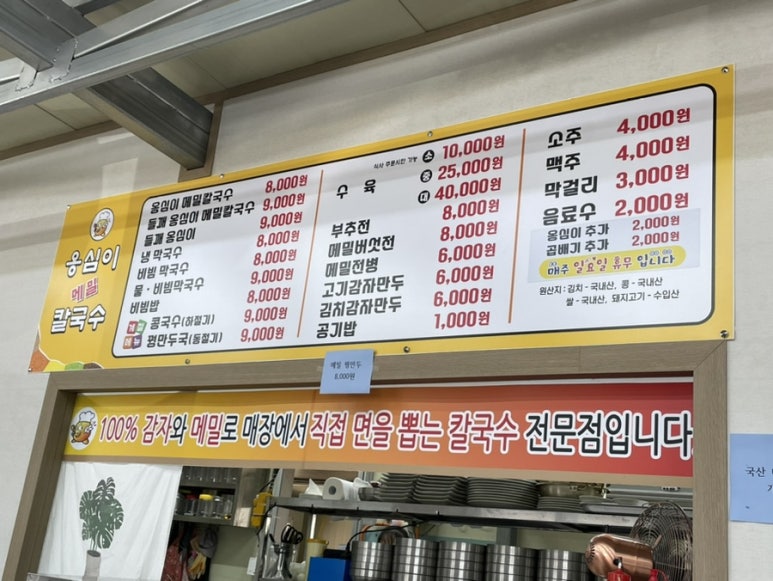 옹심이
메밀
칼국수
옹심이 메밀칼국수 8,000원
들깨 옹심이 메밀칼국수 9,000원
들깨 옹심이 9,000원
냉 막국수 8,000원
비빔 막국수 8,000원
물·비빔막국수 9,000원
비빔밥 8,000원
계절
메뉴
콩국수(하절기) 9,000원
평만두국(동절기) 9,000원
식사 주문시만 가능
수 육
소 10,000원
중 25,000원
대 40,000원
부추전 8,000원
메밀버섯전 8,000원
메밀전병 6,000원
고기감자만두 6,000원
김치감자만두 6,000원
공기밥 1,000원
소주 4,000원
맥주 4,000원
막걸리 3,000원
음료수 2,000원
옹심이 추가 2,000원
곱배기 추가 2,000원
매주 일요일 휴무 입니다
원산지 : 김치 - 국내산, 콩 - 국내산
쌀 - 국내산, 돼지고기 - 수입산
메밀 평만두
8,000원
100% 감자와 메밀로 매장에서 직접 면을 뽑는 칼국수 전문점입니다
국산